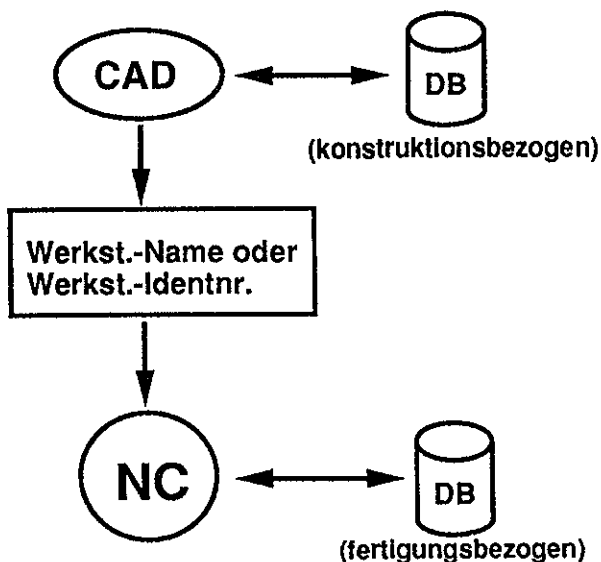 CAD
DB
(konstruktionsbezogen)
Werkst.-Name oder
Werkst.-Identnr.
NC
DB
(fertigungsbezogen)